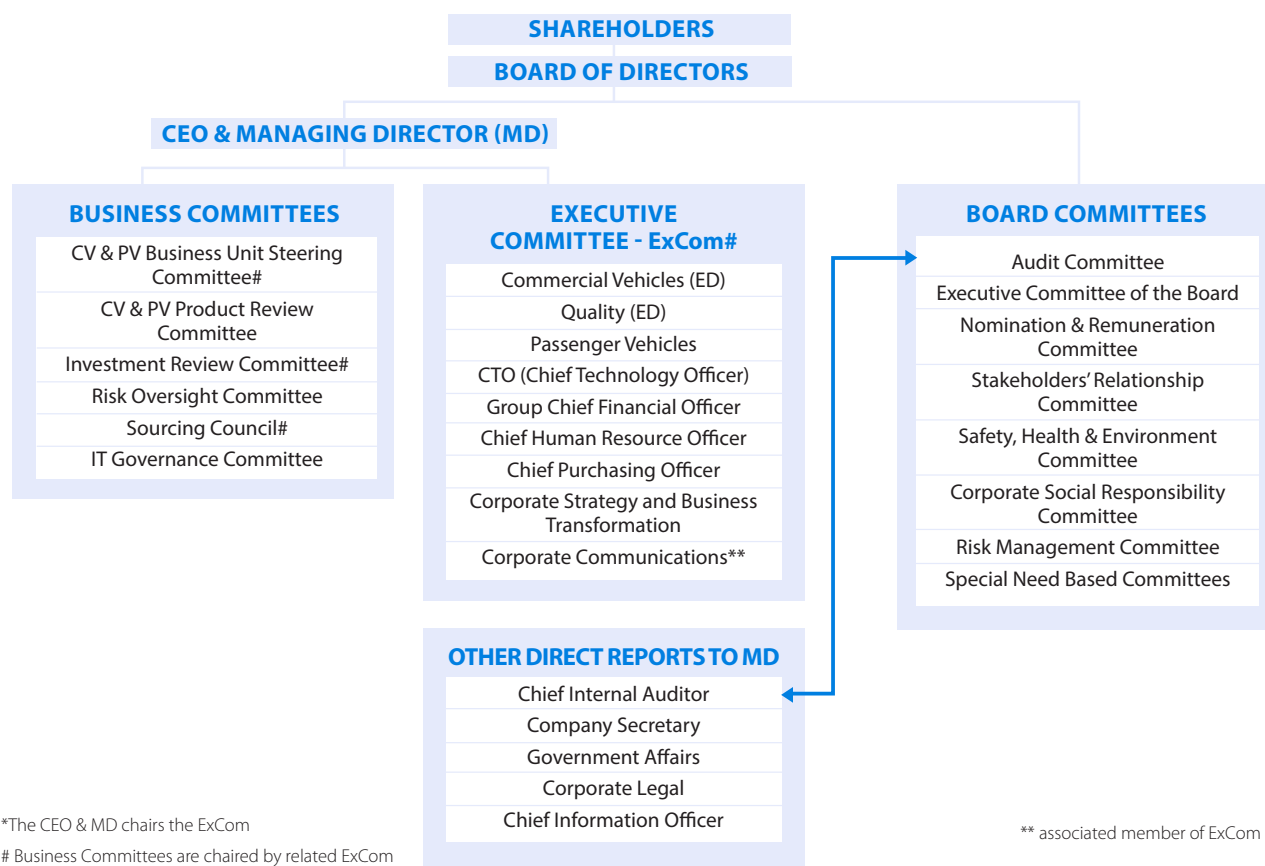 SHAREHOLDERS
BOARD OF DIRECTORS
CEO & MANAGING DIRECTOR (MD)
BUSINESS COMMITTEES
CV & PV Business Unit Steering
Committee#
CV & PV Product Review
Committee
Investment Review Committee#
Risk Oversight Committee
Sourcing Council#
IT Governance Committee
EXECUTIVE
COMMITTEE - ExCom#
Commercial Vehicles (ED)
Quality (ED)
Passenger Vehicles
CTO (Chief Technology Officer)
Group Chief Financial Officer
Chief Human Resource Officer
Chief Purchasing Officer
Corporate Strategy and Business
Transformation
Corporate Communications**
BOARD COMMITTEES
Audit Committee
Executive Committee of the Board
Nomination & Remuneration
Committee
Stakeholders' Relationship
Committee
Safety, Health & Environment
Committee
Corporate Social Responsibility
Committee
Risk Management Committee
Special Need Based Committees
OTHER DIRECT REPORTS TO MD
Chief Internal Auditor
Company Secretary
Government Affairs
Corporate Legal
Chief Information Officer
*The CEO & MD chairs the ExCom
# Business Committees are chaired by related ExCom
** associated member of ExCom